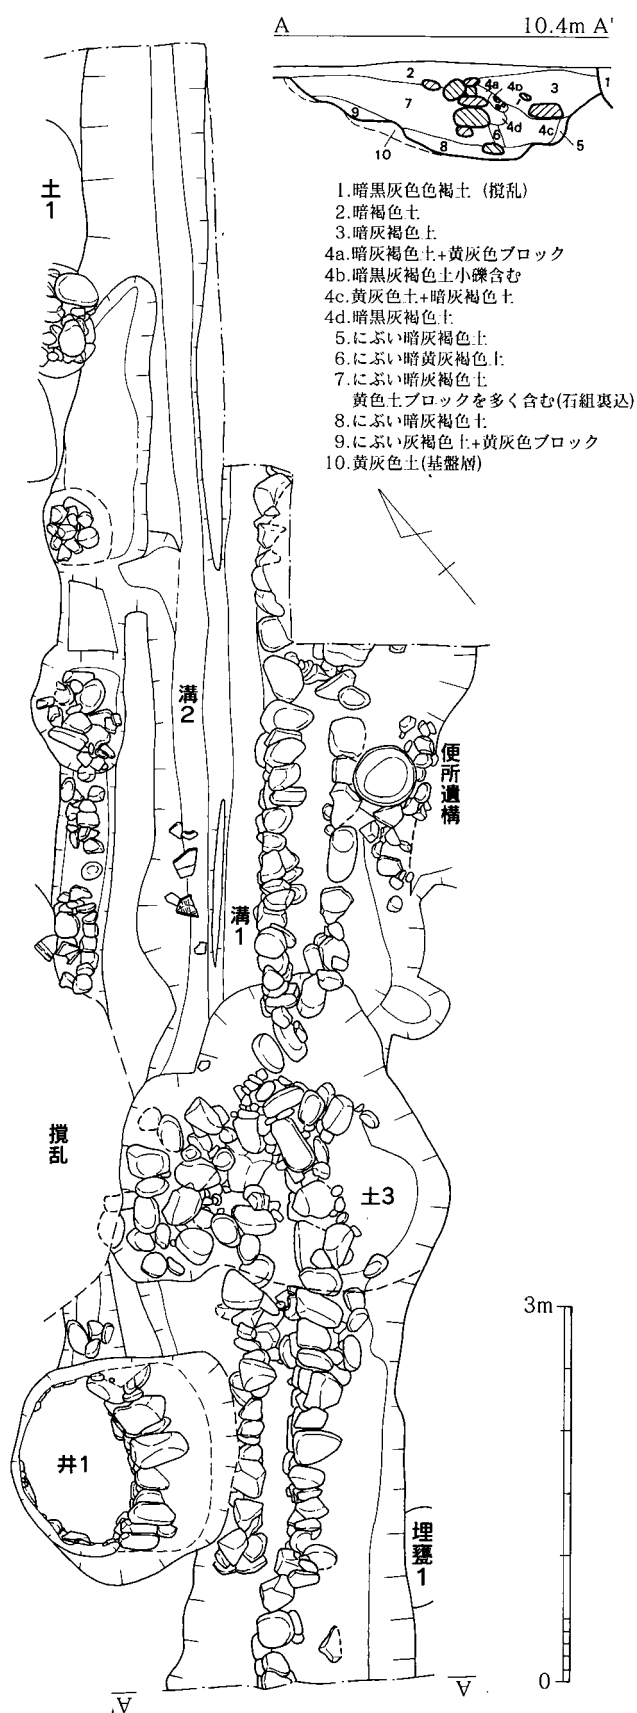 A 10.4m A'
2 4a 4b 3 1
7 9 4d 4c 5
10 8 6
1.暗黒灰色色褐土 (撹乱)
2.暗褐色土
3.暗灰褐色土
4a.暗灰褐色土+黄灰色ブロック
4b.暗黒灰褐色土小礫含む
4c.黄灰色土+暗灰褐色土
4d.暗黒灰褐色土
5.にぶい暗灰褐色土
6.にぶい暗黄灰褐色土
7.にぶい暗灰褐色土
黄色土ブロックを多く含む(石組裏込)
8.にぶい暗灰褐色土
9.にぶい灰褐色土+黄灰色ブロック
10.黄灰色土(基盤層)
土1
溝2
便所遺構
溝1
撹乱
土3
3m
井1
埋甕1
0
A' A